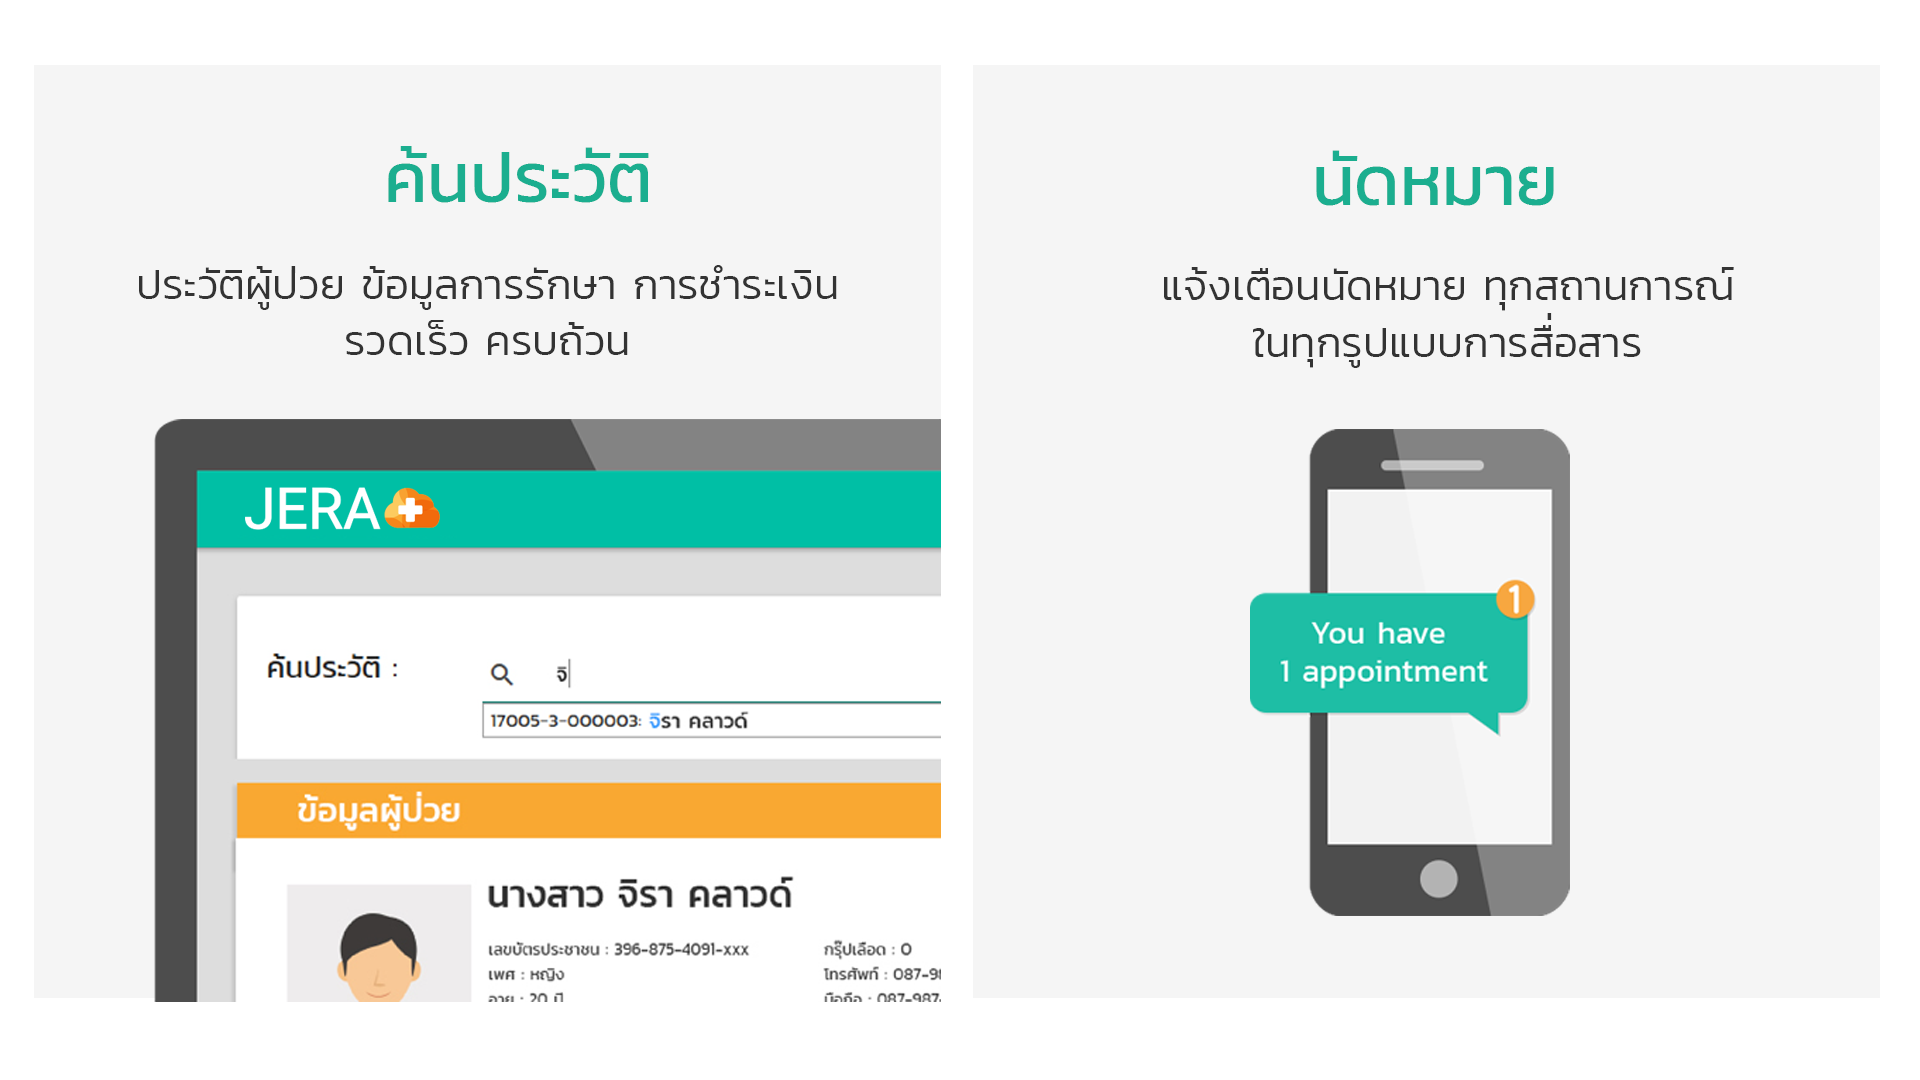 ค้นประวัติ
ประวัติผู้ป่วย ข้อมูลการรักษา การชำระเงิน
รวดเร็ว ครบถ้วน
JERA
ค้นประวัติ :
จิ
17005-3-000003: จิรา คลาวด์
ข้อมูลผู้ป่วย
นางสาว จิรา คลาวด์
เลขบัตรประชาชน : 396-875-4091-xxx
กรุ๊ปเลือด : O
เพศ : หญิง
โทรศัพท์ : 087-98
อายุ : 20 ปี
มือถือ : 087-987-
นัดหมาย
แจ้งเตือนนัดหมาย ทุกสถานการณ์
ในทุกรูปแบบการสื่อสาร
1
You have
1 appointment